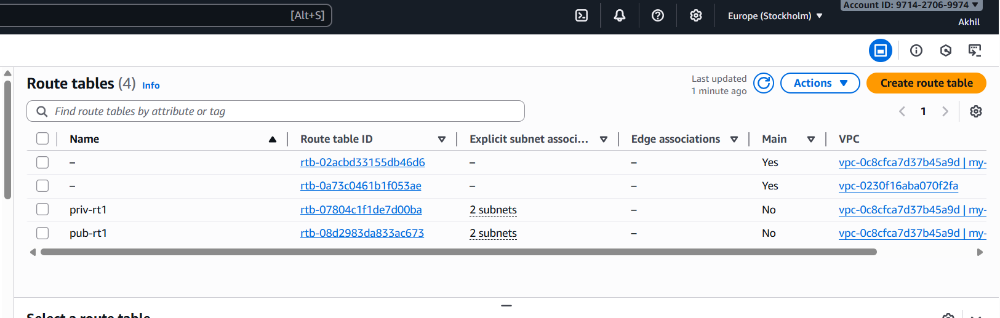 [Alt+S] Europe (Stockholm) Account ID: 9714-2706-9974
Akhil
Route tables (4) Info
Last updated
1 minute ago
Actions
Create route table
Find route tables by attribute or tag
1
Name Route table ID Explicit subnet associ... Edge associations Main VPC
– rtb-02acbd33155db46d6 – – Yes vpc-0c8cfca7d37b45a9d | my-
– rtb-0a73c0461b1f053ae – – Yes vpc-0230f16aba070f2fa
priv-rt1 rtb-07804c1f1de7d00ba 2 subnets – No vpc-0c8cfca7d37b45a9d | my-
pub-rt1 rtb-08d2983da833ac673 2 subnets – No vpc-0c8cfca7d37b45a9d | my-
Select a route table